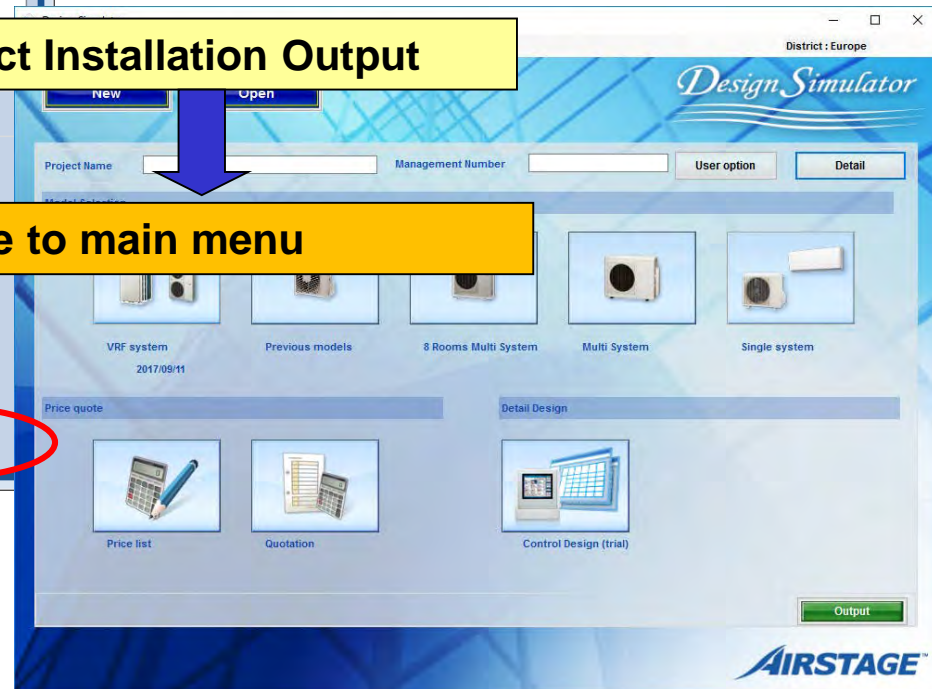 ct Installation Output
District : Europe
New
Open
Design Simulator
Project Name
Management Number
User option
Detail
e to main menu
VRF system
Previous models
8 Rooms Multi System
Multi System
Single system
2017/09/11
Price quote
Detail Design
Price list
Quotation
Control Design (trial)
Output
AIRSTAGE™